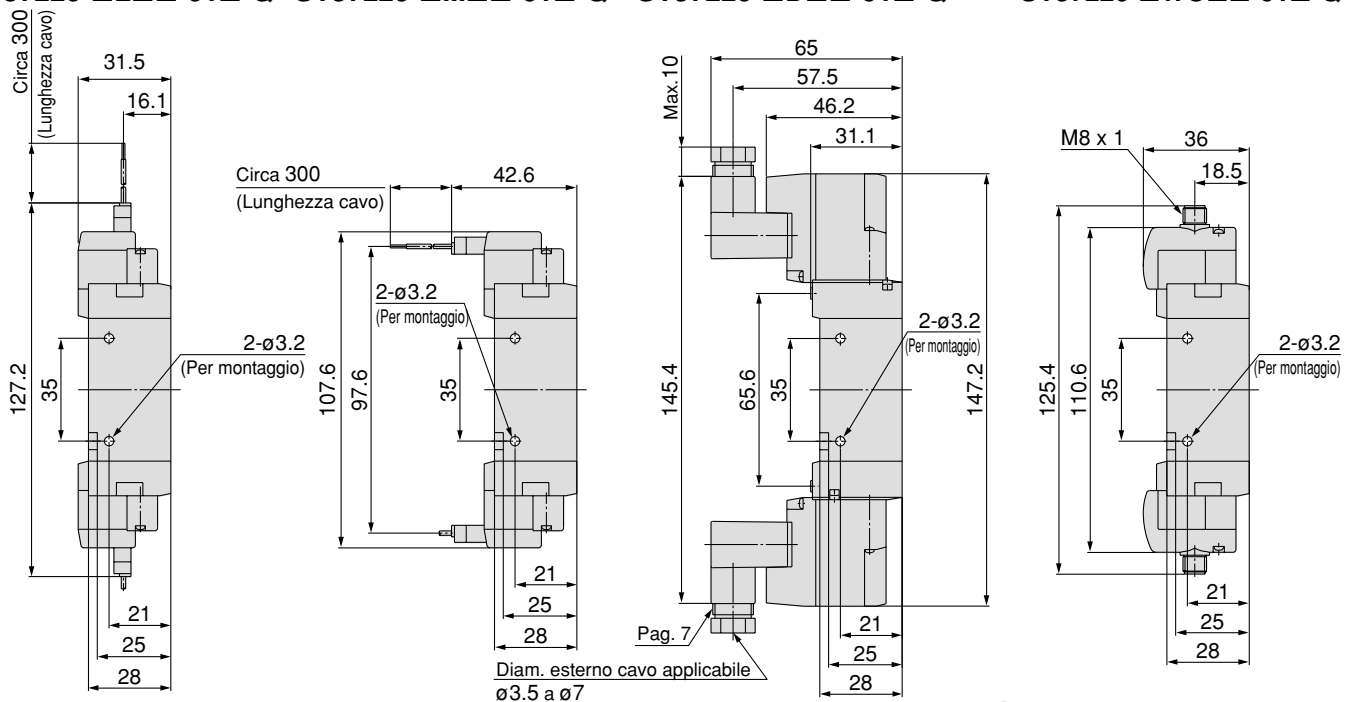 Circa 300
(Lunghezza cavo)
31.5
16.1
127.2
35
2-ø3.2
(Per montaggio)
21
25
28
Circa 300
(Lunghezza cavo)
42.6
2-ø3.2
(Per montaggio)
107.6
97.6
35
21
25
28
65
57.5
46.2
31.1
Max.10
145.4
65.6
35
2-ø3.2
(Per montaggio)
147.2
21
25
28
Pag. 7
Diam. esterno cavo applicabile
ø3.5 a ø7
M8 x 1
36
18.5
125.4
110.6
35
2-ø3.2
(Per montaggio)
21
25
28